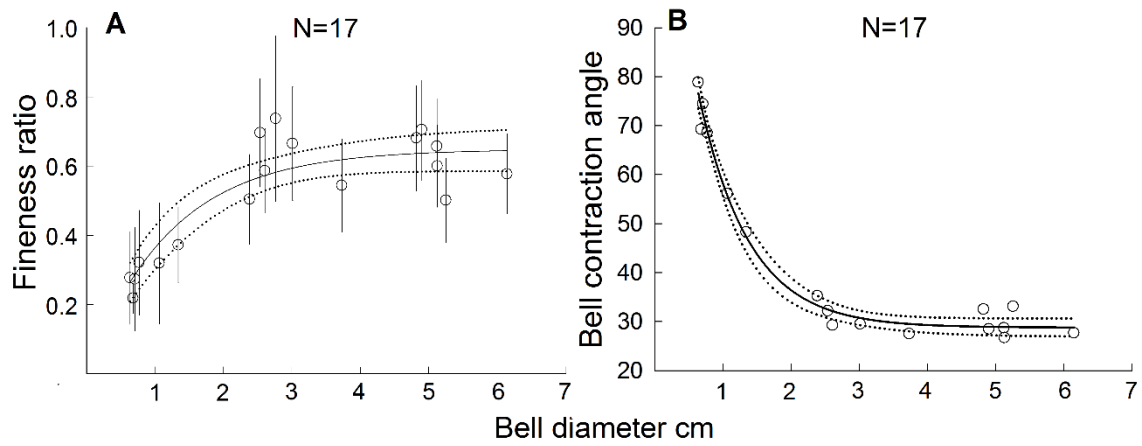 A
N=17
Fineness ratio
1.0
0.8
0.6
0.4
0.2
1 2 3 4 5 6 7
B
N=17
Bell contraction angle
90
80
70
60
50
40
30
20
1 2 3 4 5 6 7
Bell diameter cm